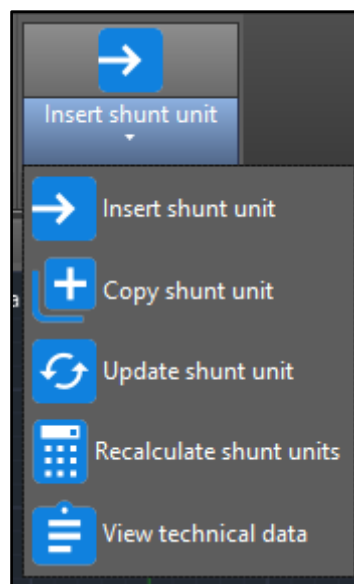 Insert shunt unit
Insert shunt unit
Copy shunt unit
a
Update shunt unit
Recalculate shunt units
View technical data